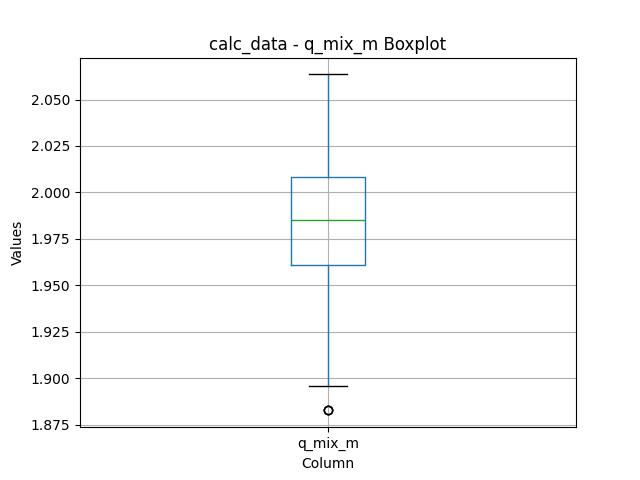 calc_data - q_mix_m Boxplot
2.050
2.025
2.000
1.975
1.950
1.925
1.900
1.875
Values
q_mix_m
Column